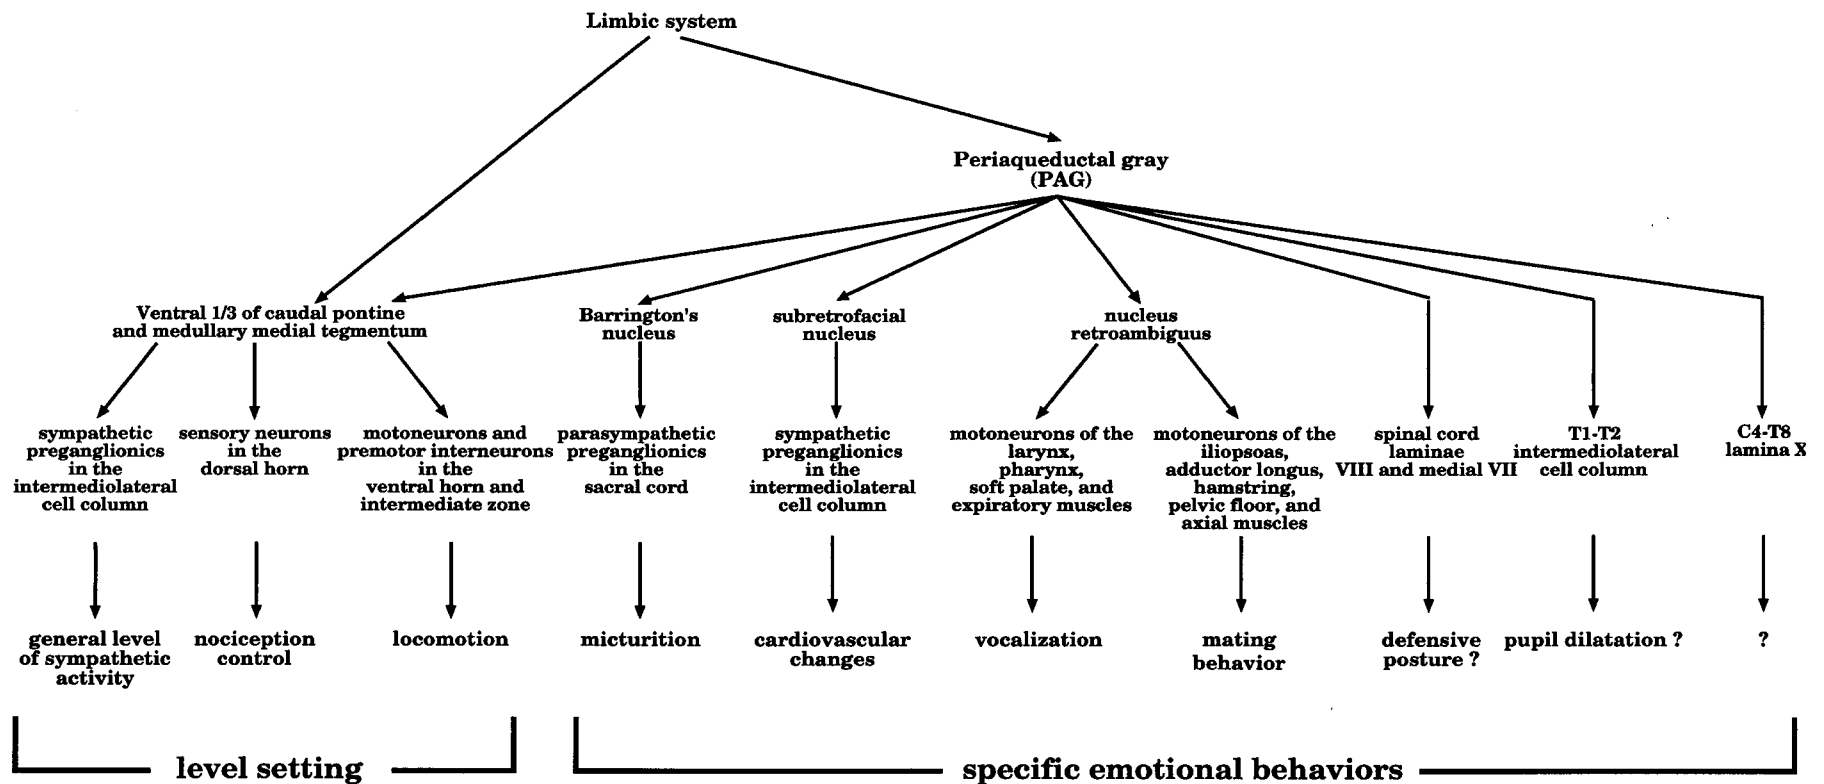 Limbic system
Periaqueductal gray
(PAG)
Ventral 1/3 of caudal pontine
and medullary medial tegmentum
Barrington's
nucleus
subretrofacial
nucleus
nucleus
retroambiguus
sympathetic
preganglionics
in the
intermediolateral
cell column
sensory neurons
in the
dorsal horn
motoneurons and
premotor interneurons
in the
ventral horn and
intermediate zone
parasympathetic
preganglionics
in the
sacral cord
sympathetic
preganglionics
in the
intermediolateral
cell column
motoneurons of the
larynx,
pharynx,
soft palate, and
expiratory muscles
motoneurons of the
iliopsoas,
adductor longus,
hamstring,
pelvic floor, and
axial muscles
spinal cord
laminae
VIII and medial VII
T1-T2
intermediolateral
cell column
C4-T8
lamina X
general level
of sympathetic
activity
nociception
control
locomotion
micturition
cardiovascular
changes
vocalization
mating
behavior
defensive
posture ?
pupil dilatation ?
?
level setting
specific emotional behaviors